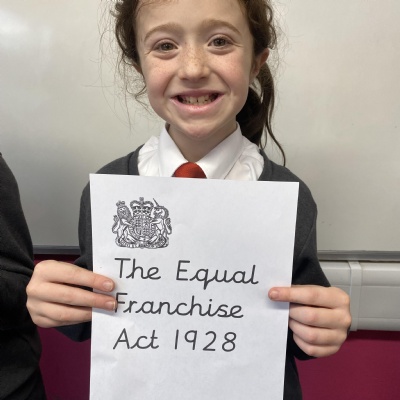 The Equal
Franchise
Act 1928